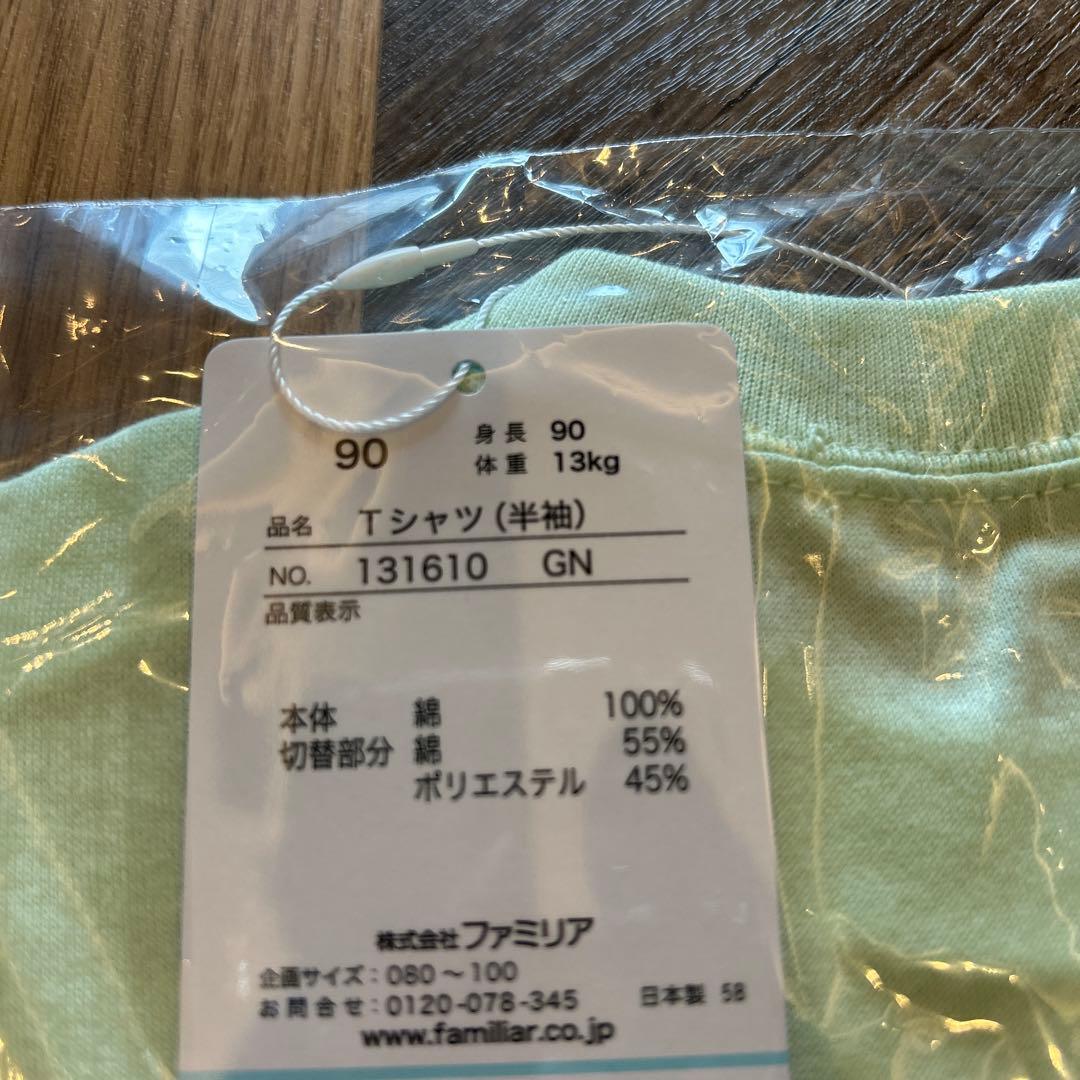 90
身長 90
体重 13kg
品名 Tシャツ(半袖)
NO. 131610 GN
品質表示
本体 綿 100%
切替部分 綿 55%
ポリエステル 45%
株式会社ファミリア
企画サイズ:080～100
お問合せ:0120-078-345
日本製 58
www.familiar.co.jp